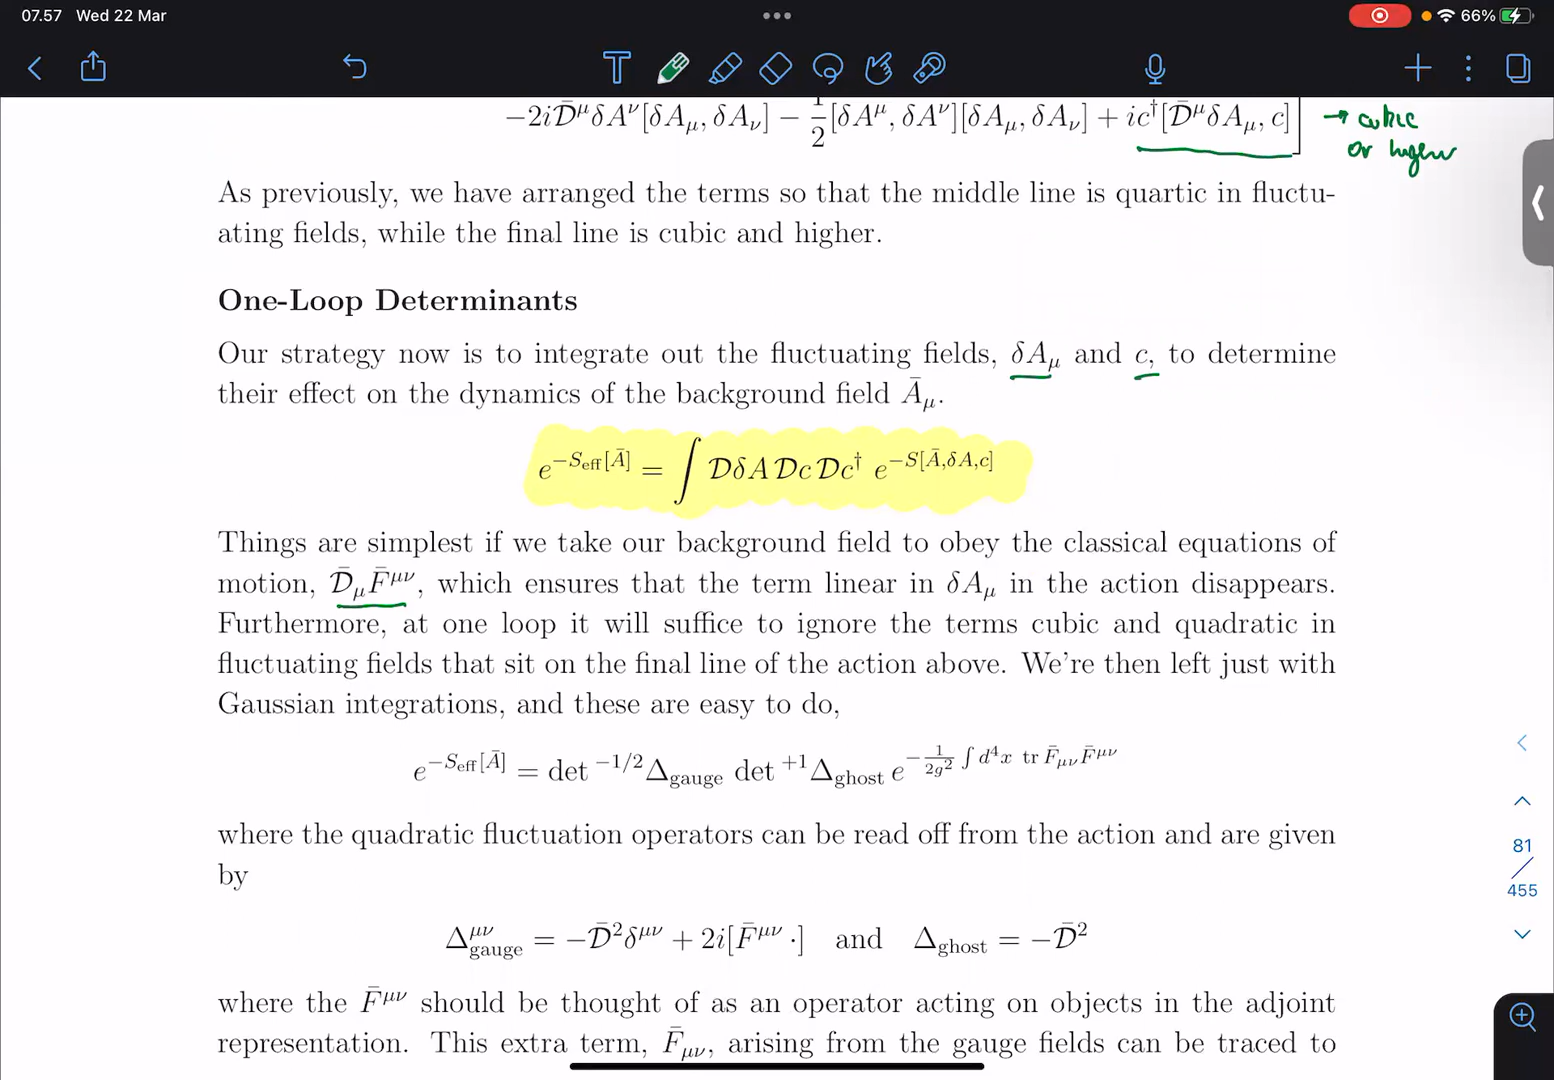 07.57 Wed 22 Mar
66%
T
−2i𝒟̄^μ δA^ν[δA_μ, δA_ν] − 1/2 [δA^μ, δA^ν][δA_μ, δA_ν] + ic†[𝒟̄^μ δA_μ, c]] → cubic
or higher
As previously, we have arranged the terms so that the middle line is quartic in fluctu-
ating fields, while the final line is cubic and higher.
One-Loop Determinants
Our strategy now is to integrate out the fluctuating fields, δA_μ and c, to determine
their effect on the dynamics of the background field Ā_μ.
e^{−S_eff[Ā]} = ∫ 𝒟δA 𝒟c 𝒟c† e^{−S[Ā,δA,c]}
Things are simplest if we take our background field to obey the classical equations of
motion, 𝒟̄_μ F̄^{μν}, which ensures that the term linear in δA_μ in the action disappears.
Furthermore, at one loop it will suffice to ignore the terms cubic and quadratic in
fluctuating fields that sit on the final line of the action above. We're then left just with
Gaussian integrations, and these are easy to do,
e^{−S_eff[Ā]} = det^{−1/2} Δ_gauge det^{+1} Δ_ghost e^{−1/2g² ∫ d⁴x tr F̄_{μν} F̄^{μν}}
where the quadratic fluctuation operators can be read off from the action and are given
by
Δ^{μν}_gauge = −𝒟̄² δ^{μν} + 2i[F̄^{μν} ·] and Δ_ghost = −𝒟̄²
where the F̄^{μν} should be thought of as an operator acting on objects in the adjoint
representation. This extra term, F̄_{μν}, arising from the gauge fields can be traced to
81
/
455